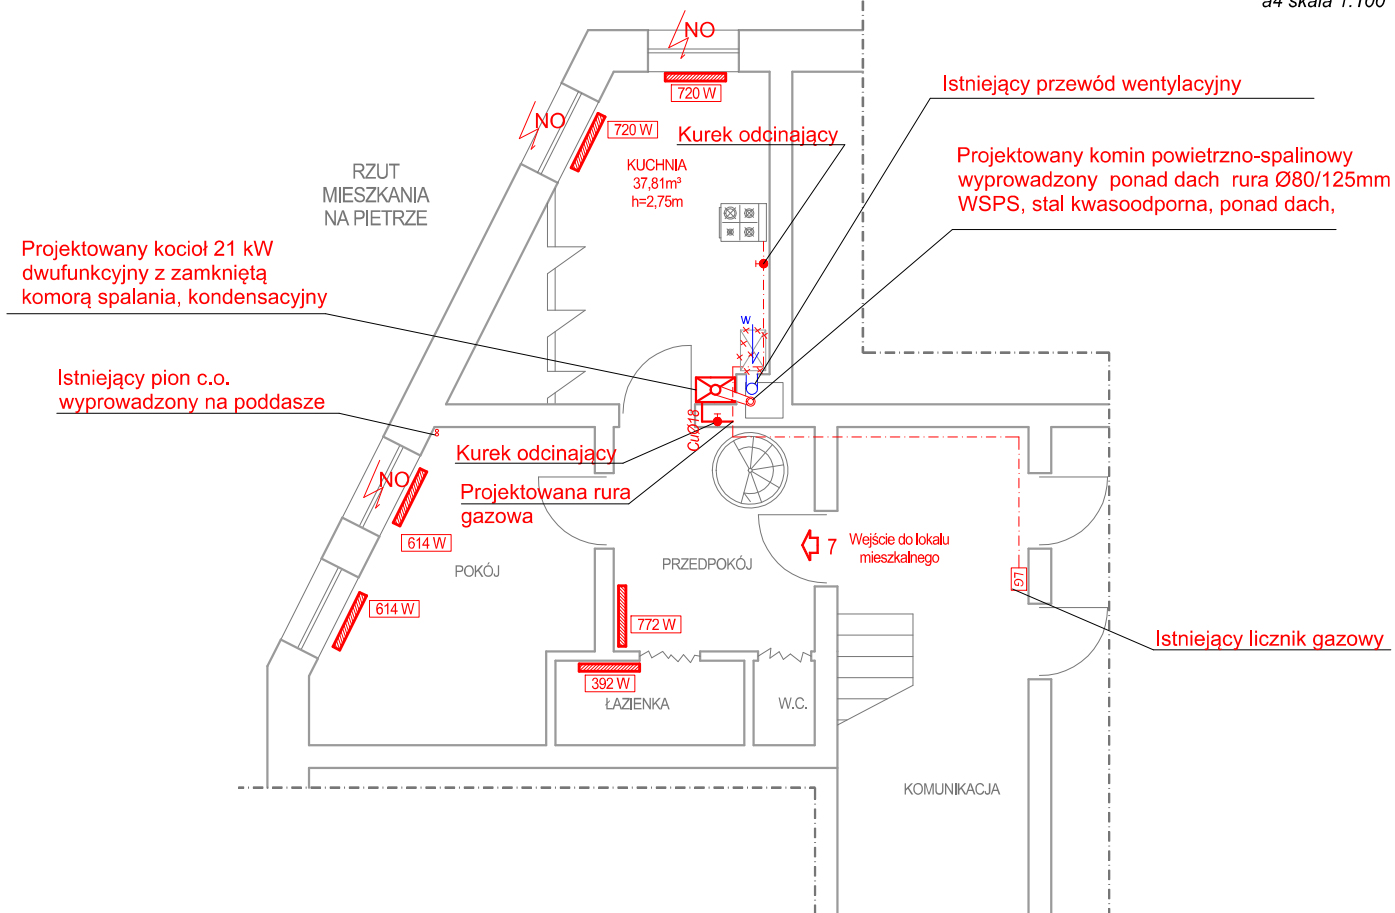 a4 skala 1:100
NO
720 W
Istniejący przewód wentylacyjny
NO
720 W
Kurek odcinający
Projektowany komin powietrzno-spalinowy
wyprowadzony ponad dach rura Ø80/125mm
WSPS, stal kwasoodporna, ponad dach,
KUCHNIA
37,81m³
h=2,75m
RZUT
MIESZKANIA
NA PIETRZE
Projektowany kocioł 21 kW
dwufunkcyjny z zamkniętą
komorą spalania, kondensacyjny
W
Istniejący pion c.o.
wyprowadzony na poddasze
CuØ18
Kurek odcinający
NO
Projektowana rura
gazowa
614 W
POKÓJ
PRZEDPOKÓJ
7
Wejście do lokalu
mieszkalnego
LG
614 W
772 W
Istniejący licznik gazowy
392 W
ŁAZIENKA
W.C.
KOMUNIKACJA